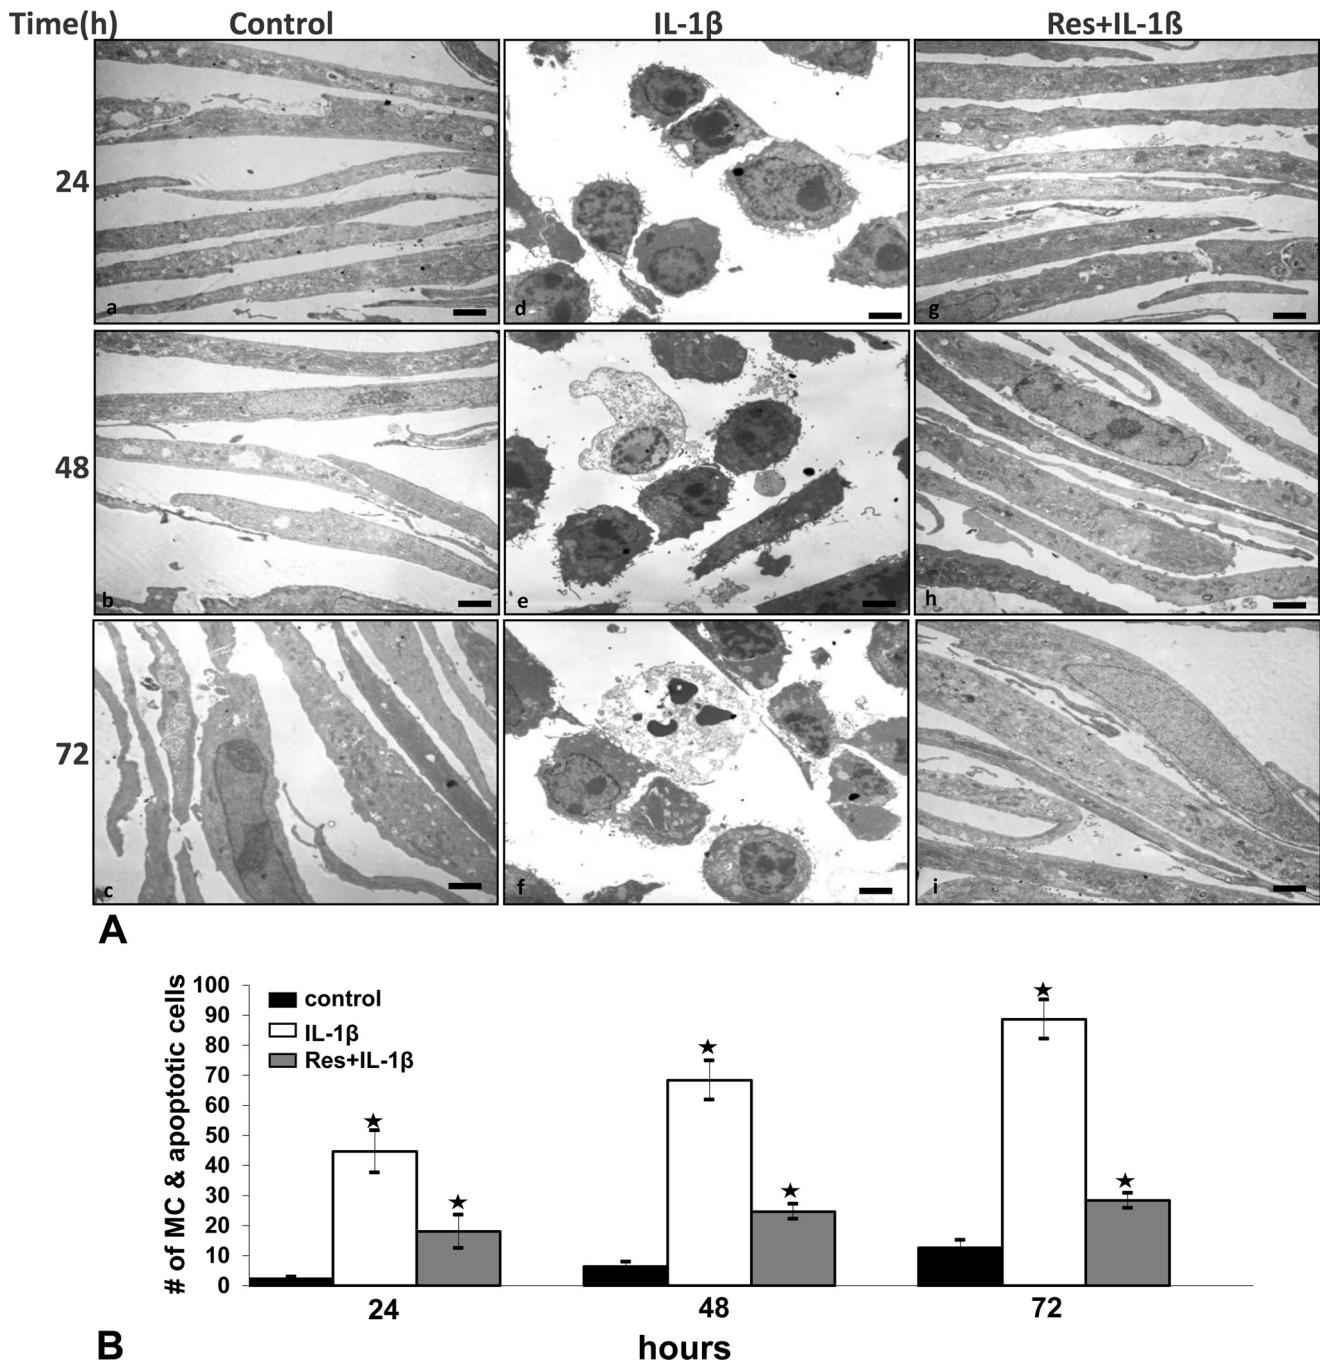 Time(h) Control IL-1β Res+IL-1ß
24
a d g
48
b e h
72
c f i
A
# of MC & apoptotic cells
100
90
80
70
60
50
40
30
20
10
0
control
IL-1β
Res+IL-1β
24 48 72
hours
B